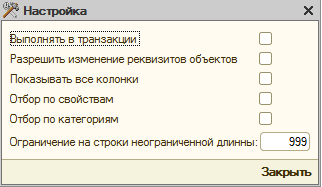 Настройка
Выполнять в транзакции
Разрешить изменение реквизитов объектов
Показывать все колонки
Отбор по свойствам
Отбор по категориям
Ограничение на строки неограниченной длинны: 999
Закрыть